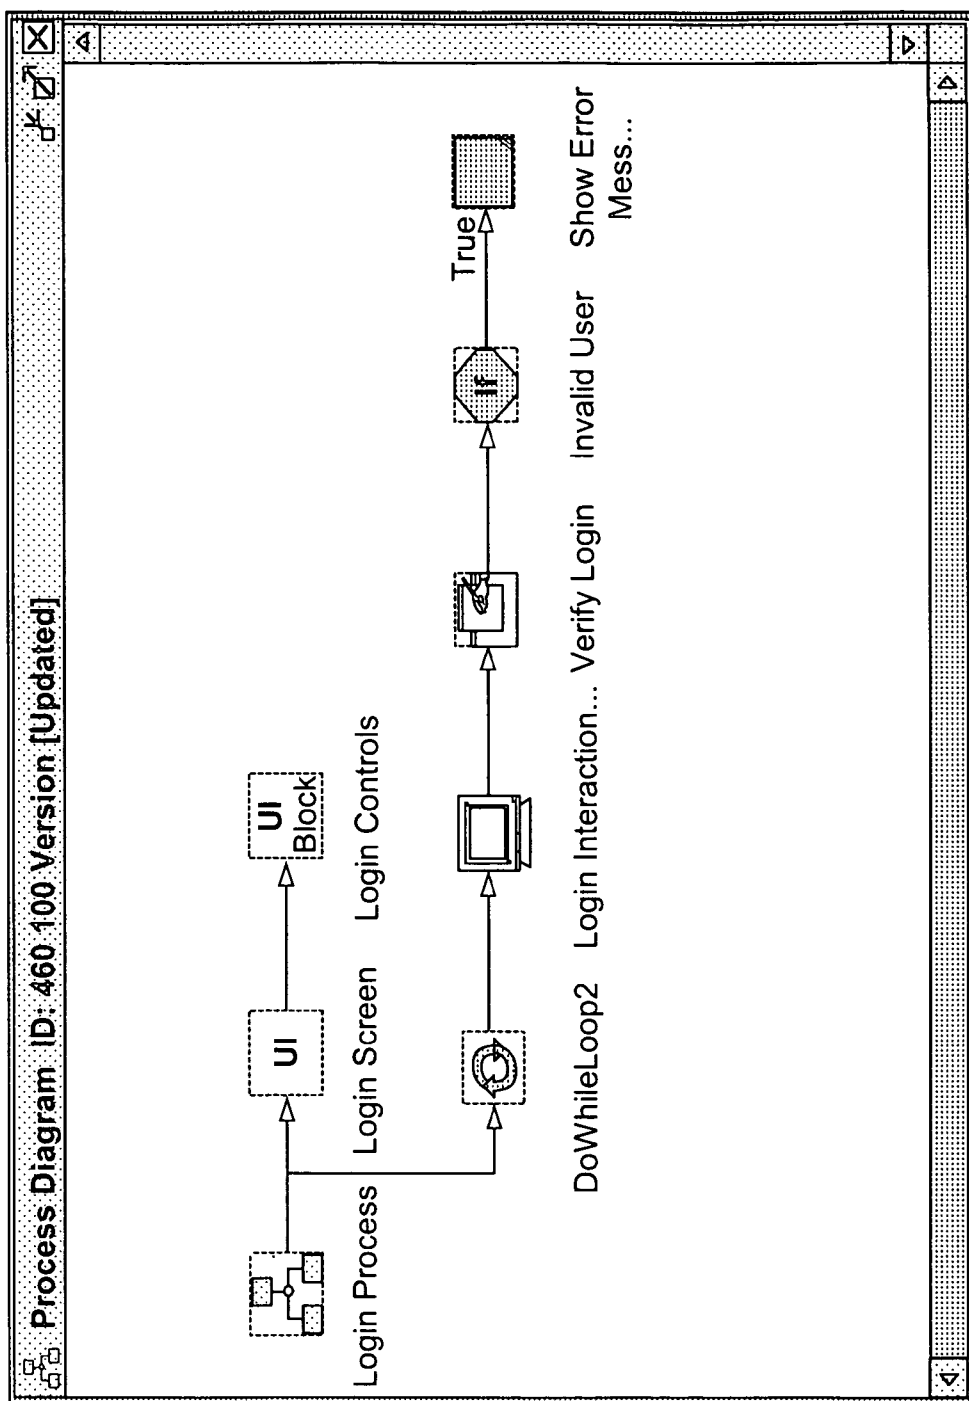 Process Diagram ID: 460 100 Version [Updated]
UI
UI
Block
Login Process
Login Screen
Login Controls
True
If
DoWhileLoop2
Login Interaction...
Verify Login
Invalid User
Show Error
Mess...